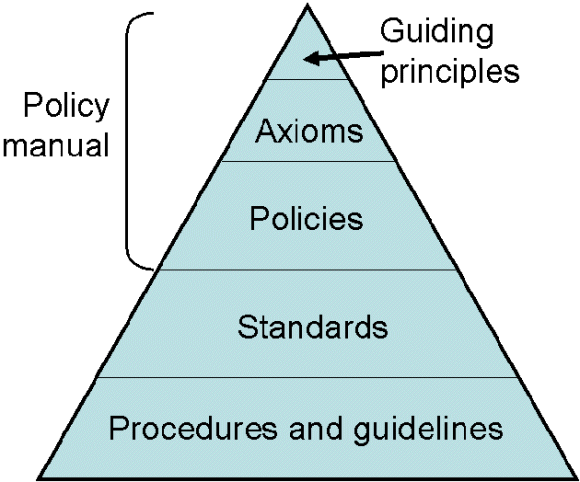 Guiding
principles
Policy
manual
Axioms
Policies
Standards
Procedures and guidelines